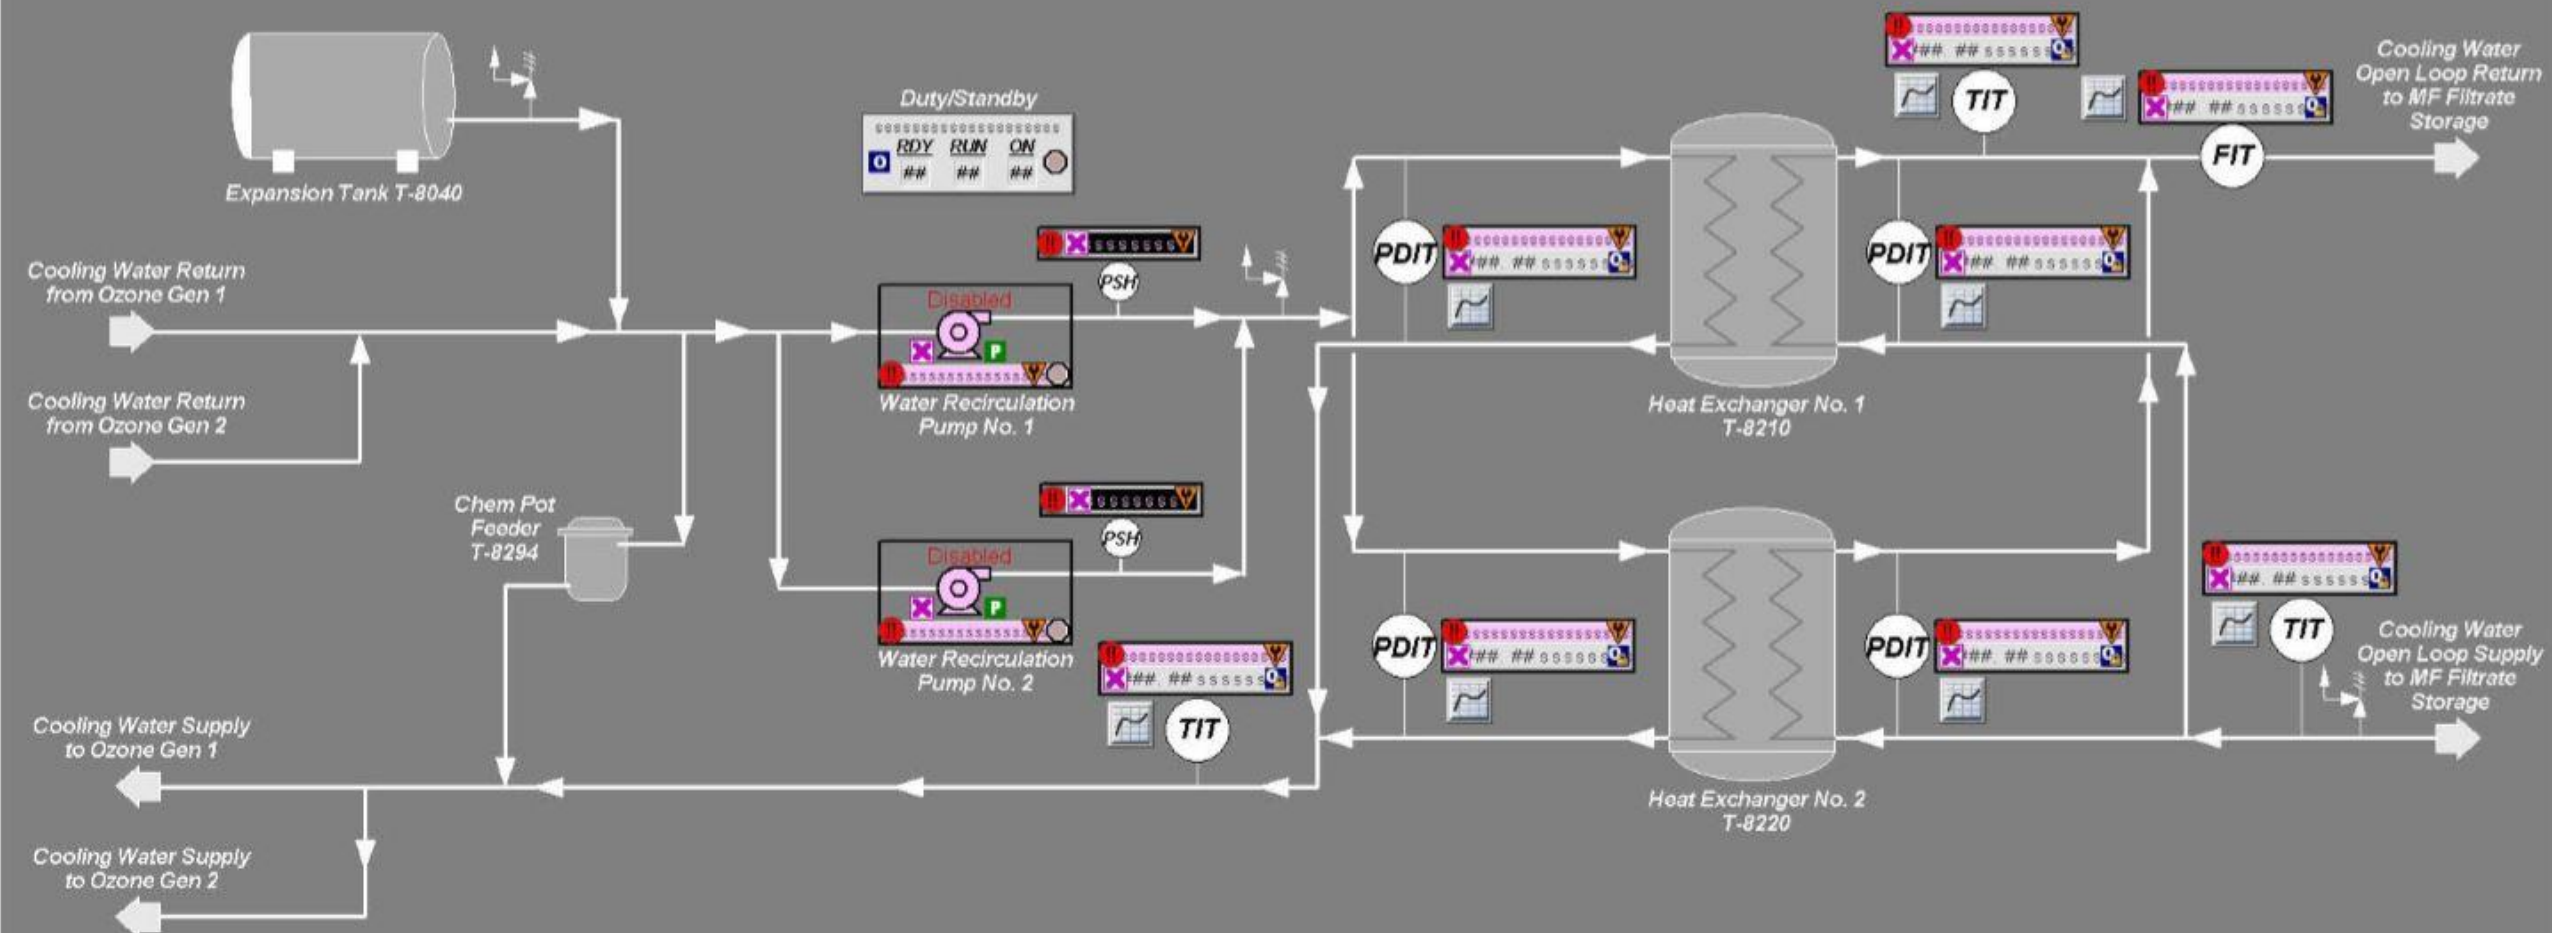 Cooling Water
Open Loop Return
to MF Filtrate
Storage
TIT
FIT
Duty/Standby
ssssssssssssssssssss
RDY RUN ON
O ## ## ##
Expansion Tank T-8040
PSH
PDIT
PDIT
Cooling Water Return
from Ozone Gen 1
Disabled
P
Water Recirculation
Pump No. 1
Heat Exchanger No. 1
T-8210
Cooling Water Return
from Ozone Gen 2
Chem Pot
Feeder
T-8294
PSH
Disabled
P
Water Recirculation
Pump No. 2
TIT
PDIT
PDIT
TIT
Cooling Water
Open Loop Supply
to MF Filtrate
Storage
Cooling Water Supply
to Ozone Gen 1
Heat Exchanger No. 2
T-8220
Cooling Water Supply
to Ozone Gen 2